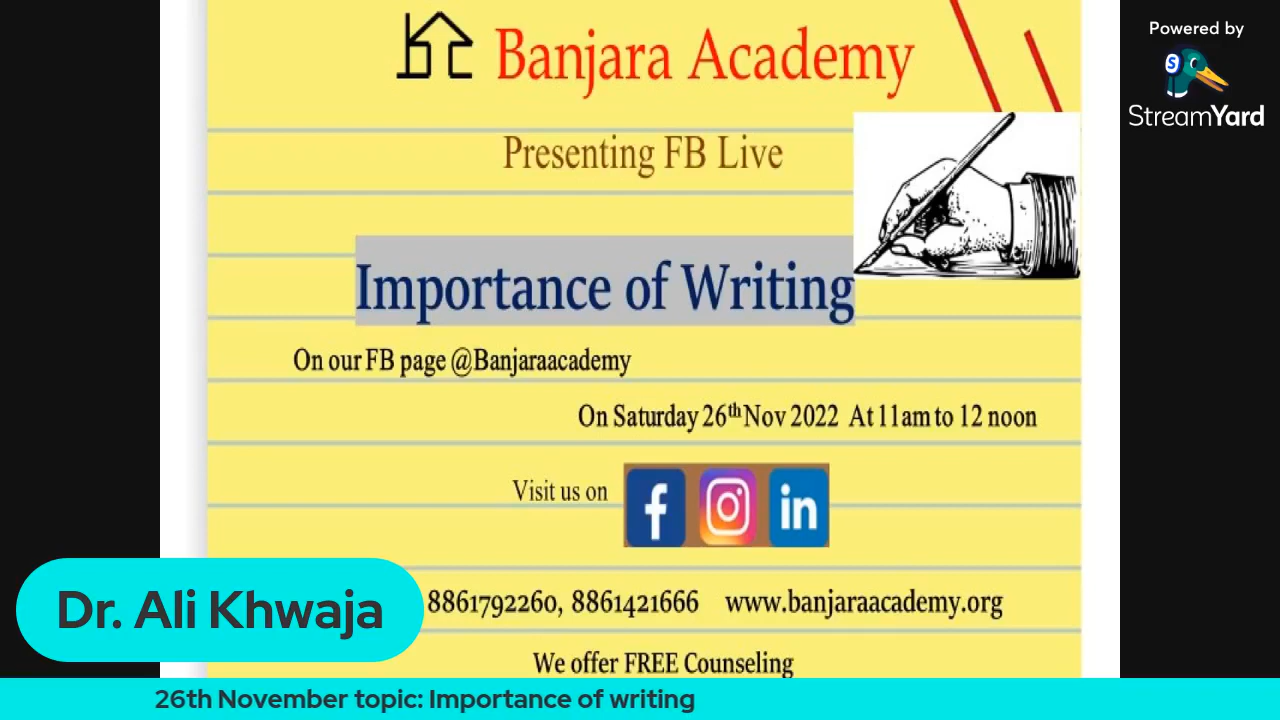 Powered by
StreamYard
Banjara Academy
Presenting FB Live
Importance of Writing
On our FB page @Banjaraacademy
On Saturday 26th Nov 2022 At 11am to 12 noon
Visit us on
f in
8861792260, 8861421666 www.banjaraacademy.org
We offer FREE Counseling
Dr. Ali Khwaja
26th November topic: Importance of writing